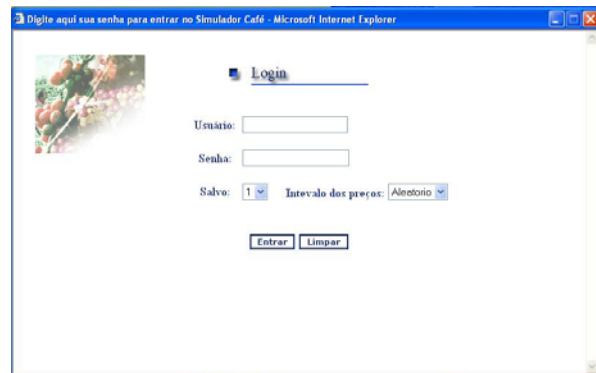 Digite aqui sua senha para entrar no Simulador Café - Microsoft Internet Explorer
Login
Usuário:
Senha:
Salvo: 1 Intevalo dos preços: Aleatorio
Entrar Limpar